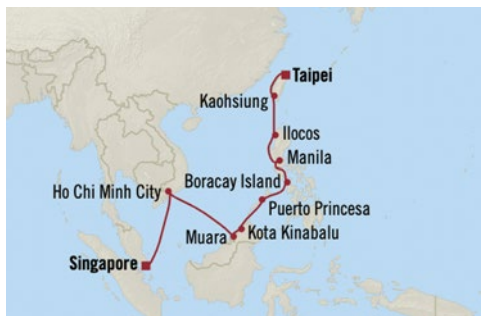 Taipei
Kaohsiung
Ilocos
Manila
Boracay Island
Ho Chi Minh City
Puerto Princesa
Muara
Kota Kinabalu
Singapore